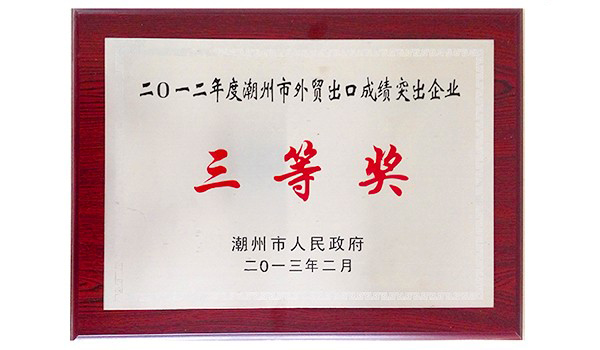 二〇一二年度潮州市外贸出口成绩突出企业
三等奖
潮州市人民政府
二〇一三年二月